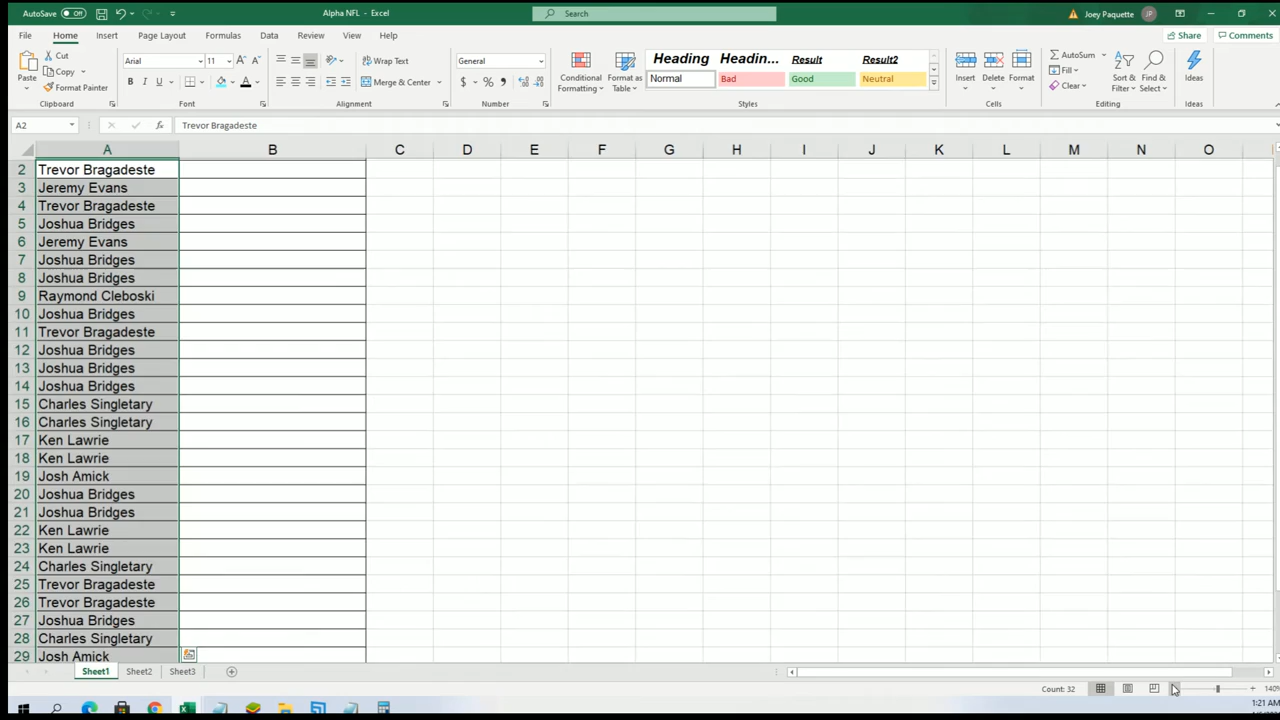 AutoSave Off Alpha NFL - Excel Search Joey Paquette JP
File Home Insert Page Layout Formulas Data Review View Help Share Comments
Cut Arial 11 A A Wrap Text General Heading Headin... Result Result2 AutoSum
Paste Copy Fill
Format Painter B I U A Merge & Center $ % , Conditional Formatting Format as Table Normal Bad Good Neutral Insert Delete Format Clear Sort & Filter Find & Select Ideas
Clipboard Font Alignment Number Styles Cells Editing Ideas
A2 fx Trevor Bragadeste
A B C D E F G H I J K L M N O
2 Trevor Bragadeste
3 Jeremy Evans
4 Trevor Bragadeste
5 Joshua Bridges
6 Jeremy Evans
7 Joshua Bridges
8 Joshua Bridges
9 Raymond Cleboski
10 Joshua Bridges
11 Trevor Bragadeste
12 Joshua Bridges
13 Joshua Bridges
14 Joshua Bridges
15 Charles Singletary
16 Charles Singletary
17 Ken Lawrie
18 Ken Lawrie
19 Josh Amick
20 Joshua Bridges
21 Joshua Bridges
22 Ken Lawrie
23 Ken Lawrie
24 Charles Singletary
25 Trevor Bragadeste
26 Trevor Bragadeste
27 Joshua Bridges
28 Charles Singletary
29 Josh Amick
Sheet1 Sheet2 Sheet3
Count: 32 140%
1:21 AM